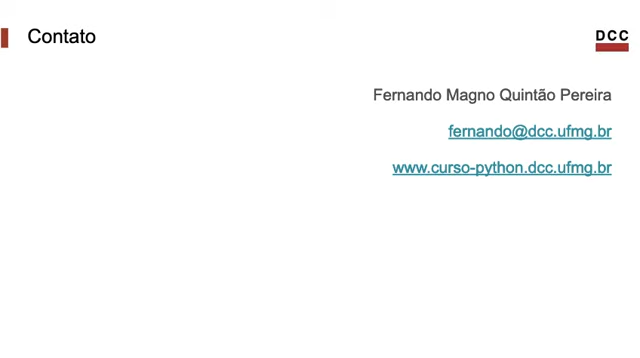 Contato
DCC
Fernando Magno Quintão Pereira
fernando@dcc.ufmg.br
www.curso-python.dcc.ufmg.br